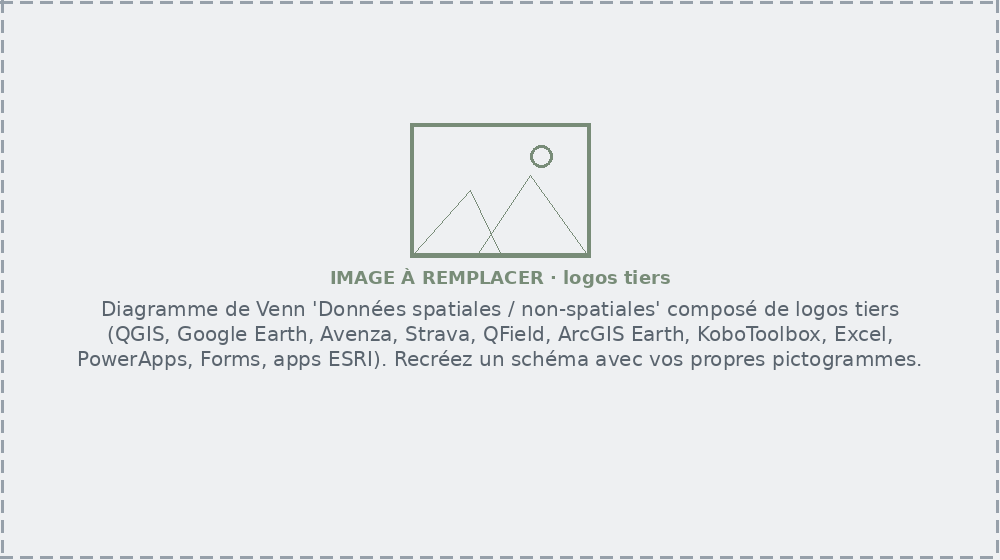 IMAGE À REMPLACER · logos tiers
Diagramme de Venn 'Données spatiales / non-spatiales' composé de logos tiers
(QGIS, Google Earth, Avenza, Strava, QField, ArcGIS Earth, KoboToolbox, Excel,
PowerApps, Forms, apps ESRI). Recréez un schéma avec vos propres pictogrammes.